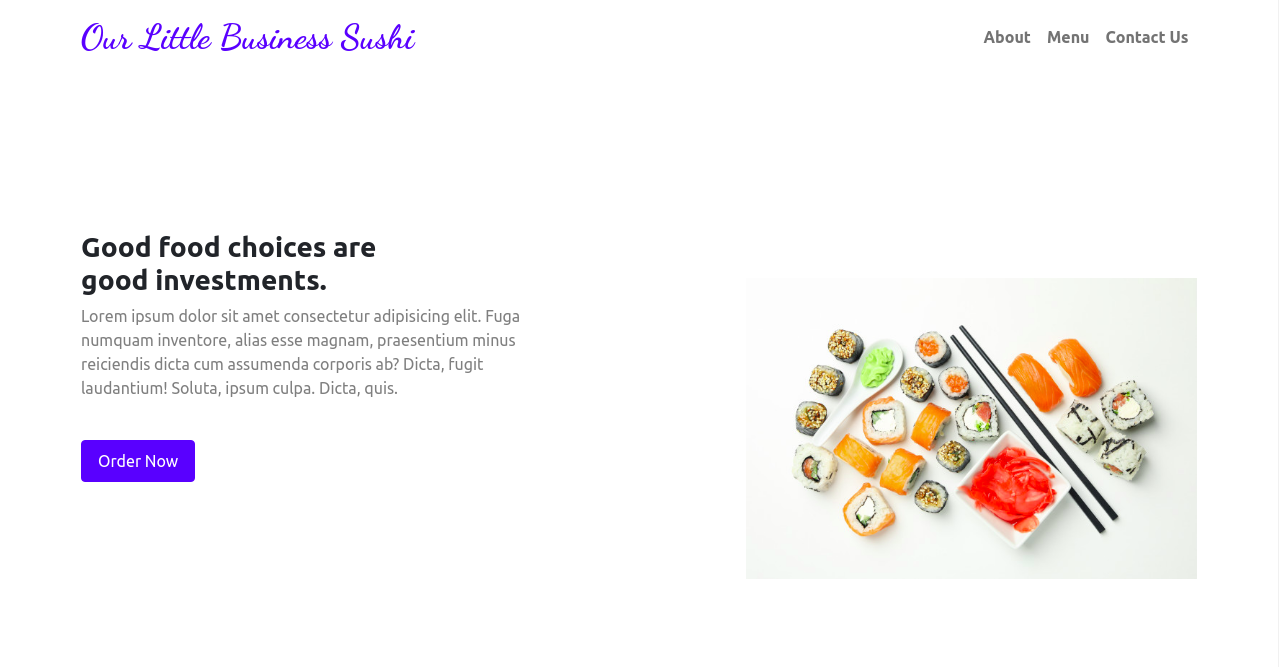 Our Little Business Sushi
About Menu Contact Us
Good food choices are
good investments.
Lorem ipsum dolor sit amet consectetur adipisicing elit. Fuga
numquam inventore, alias esse magnam, praesentium minus
reiciendis dicta cum assumenda corporis ab? Dicta, fugit
laudantium! Soluta, ipsum culpa. Dicta, quis.
Order Now